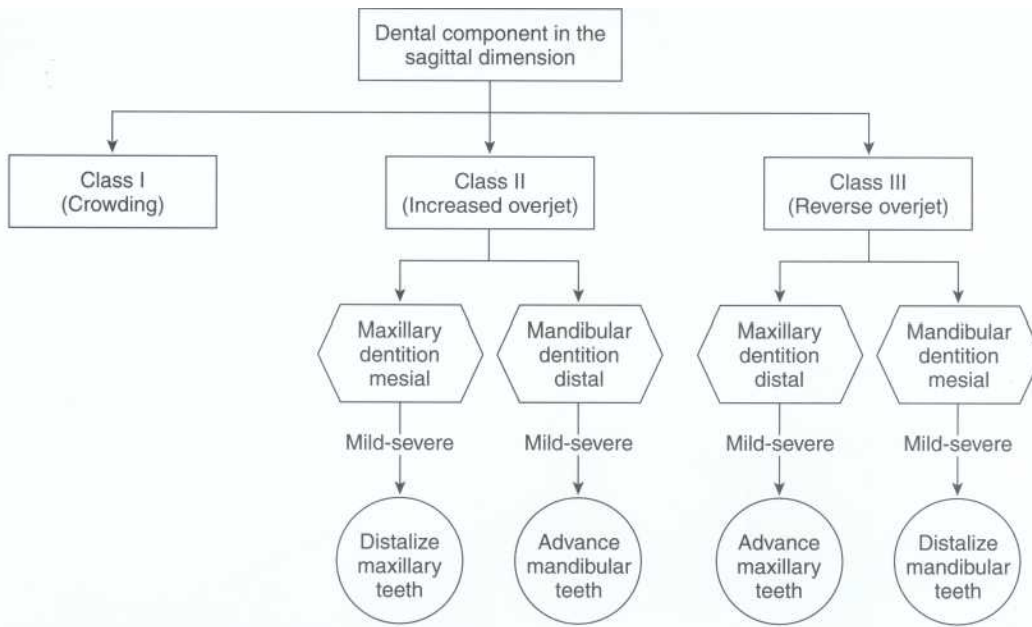 Dental component in the
sagittal dimension
Class I
(Crowding)
Class II
(Increased overjet)
Class III
(Reverse overjet)
Maxillary
dentition
mesial
Mandibular
dentition
distal
Maxillary
dentition
distal
Mandibular
dentition
mesial
Mild-severe
Mild-severe
Mild-severe
Mild-severe
Distalize
maxillary
teeth
Advance
mandibular
teeth
Advance
maxillary
teeth
Distalize
mandibular
teeth